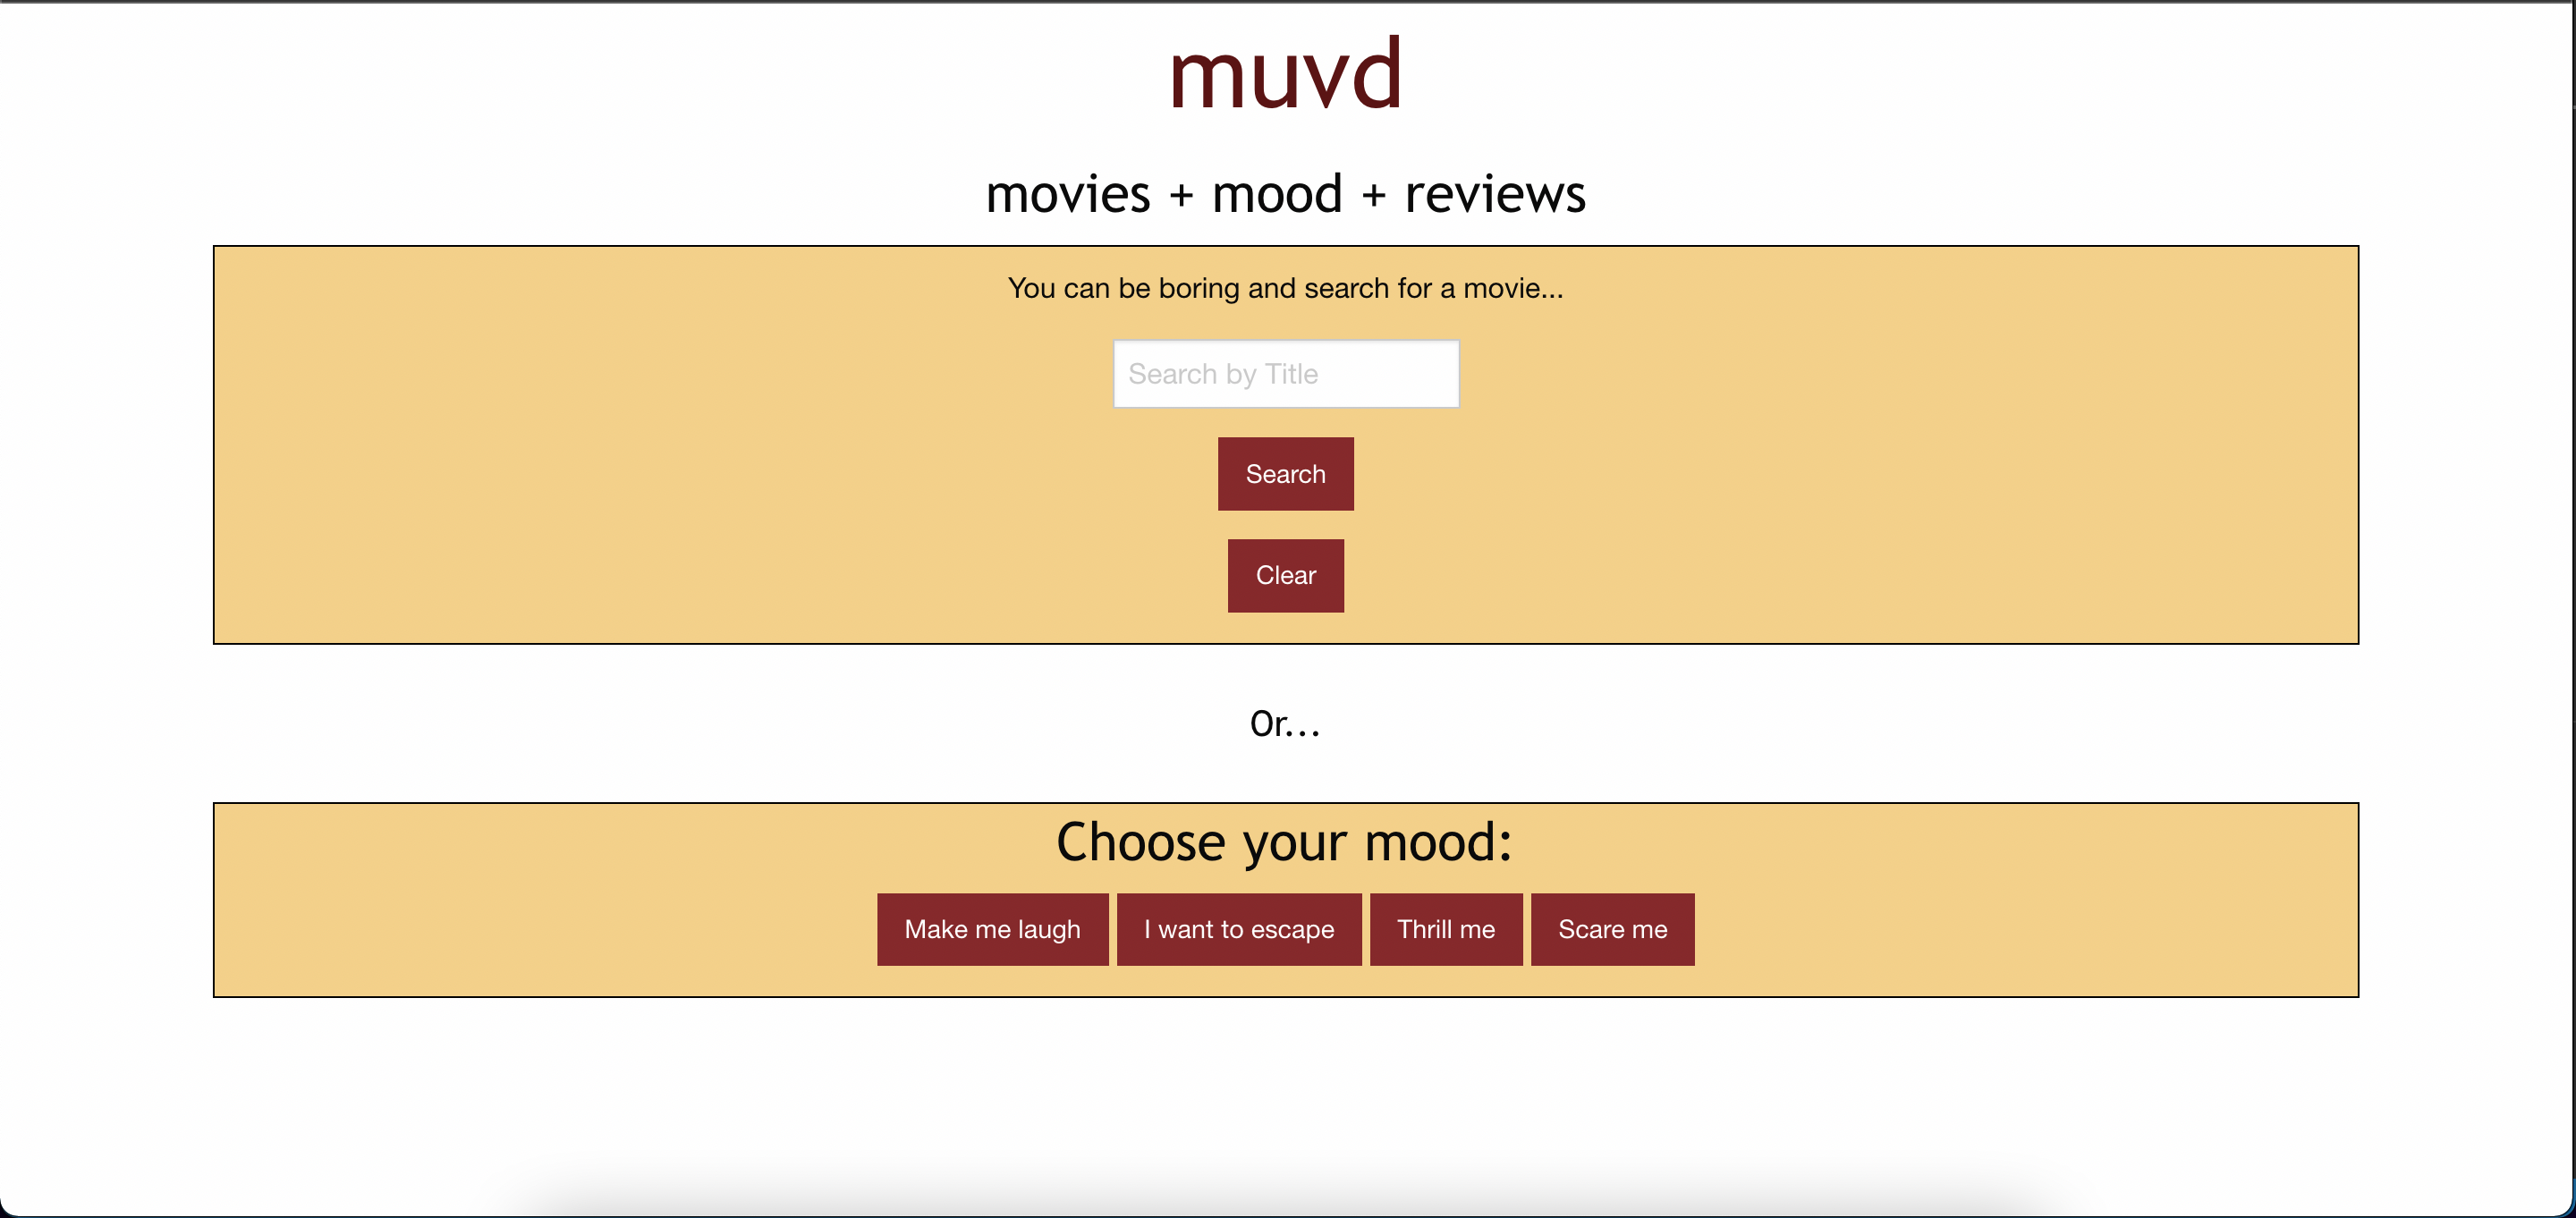 muvd
movies + mood + reviews
You can be boring and search for a movie...
Search by Title
Search
Clear
Or...
Choose your mood:
Make me laugh I want to escape Thrill me Scare me